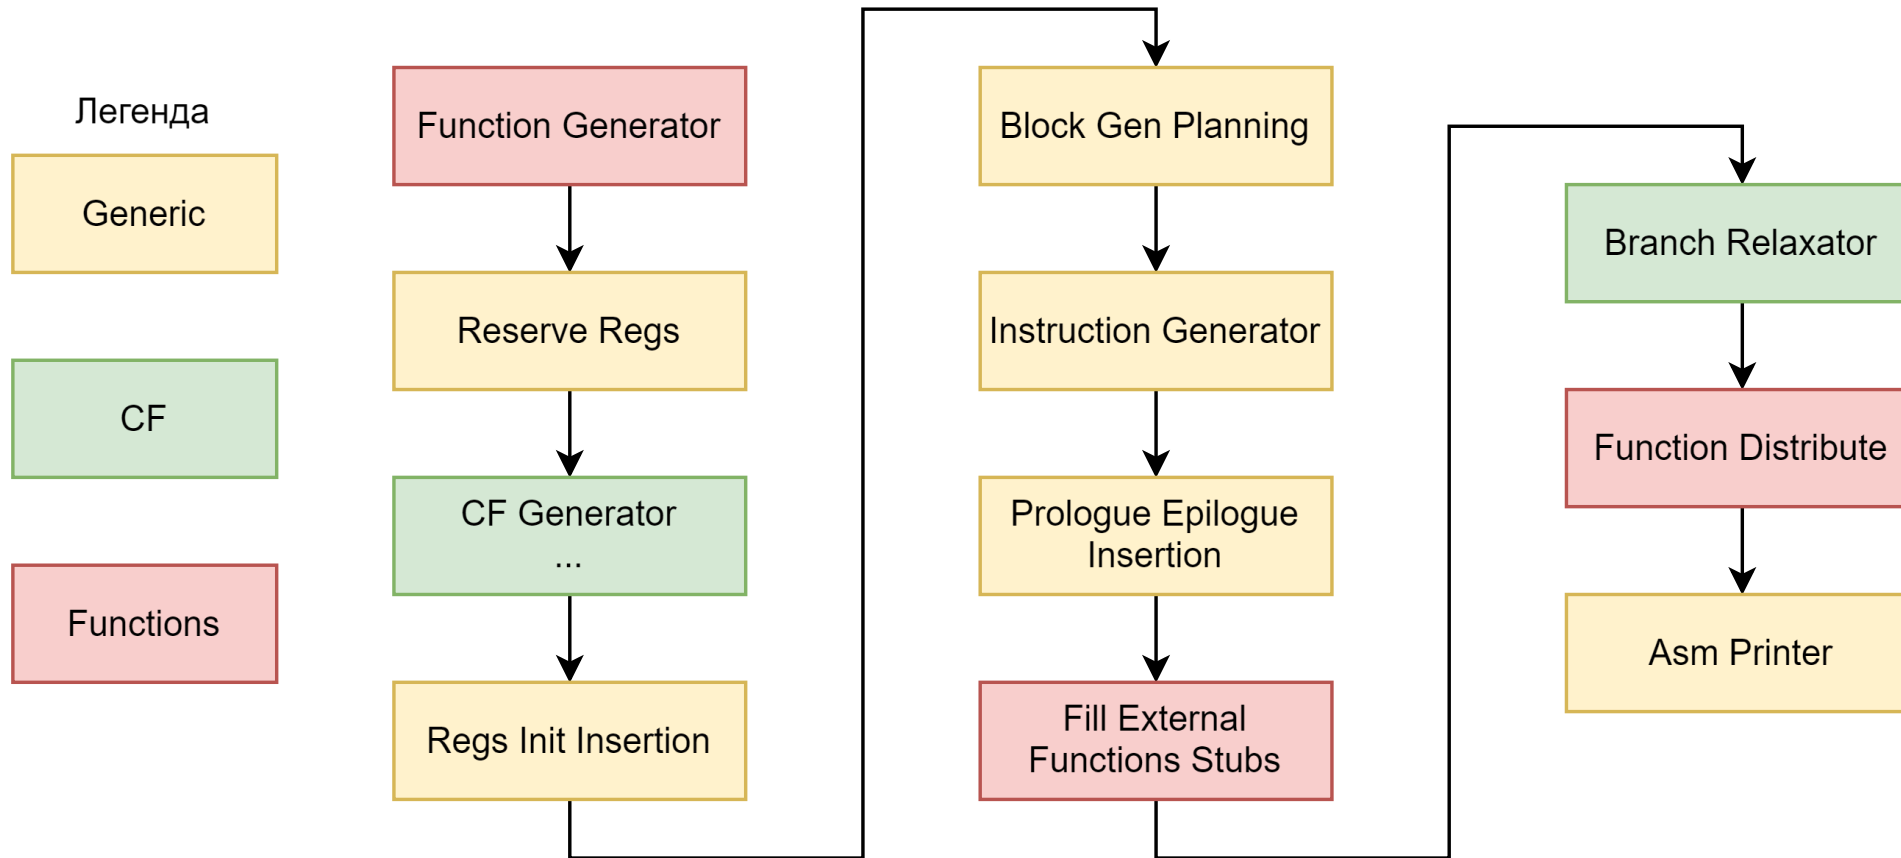 Легенда
Generic
CF
Functions
Function Generator
Reserve Regs
CF Generator
...
Regs Init Insertion
Block Gen Planning
Instruction Generator
Prologue Epilogue
Insertion
Fill External
Functions Stubs
Branch Relaxator
Function Distribute
Asm Printer